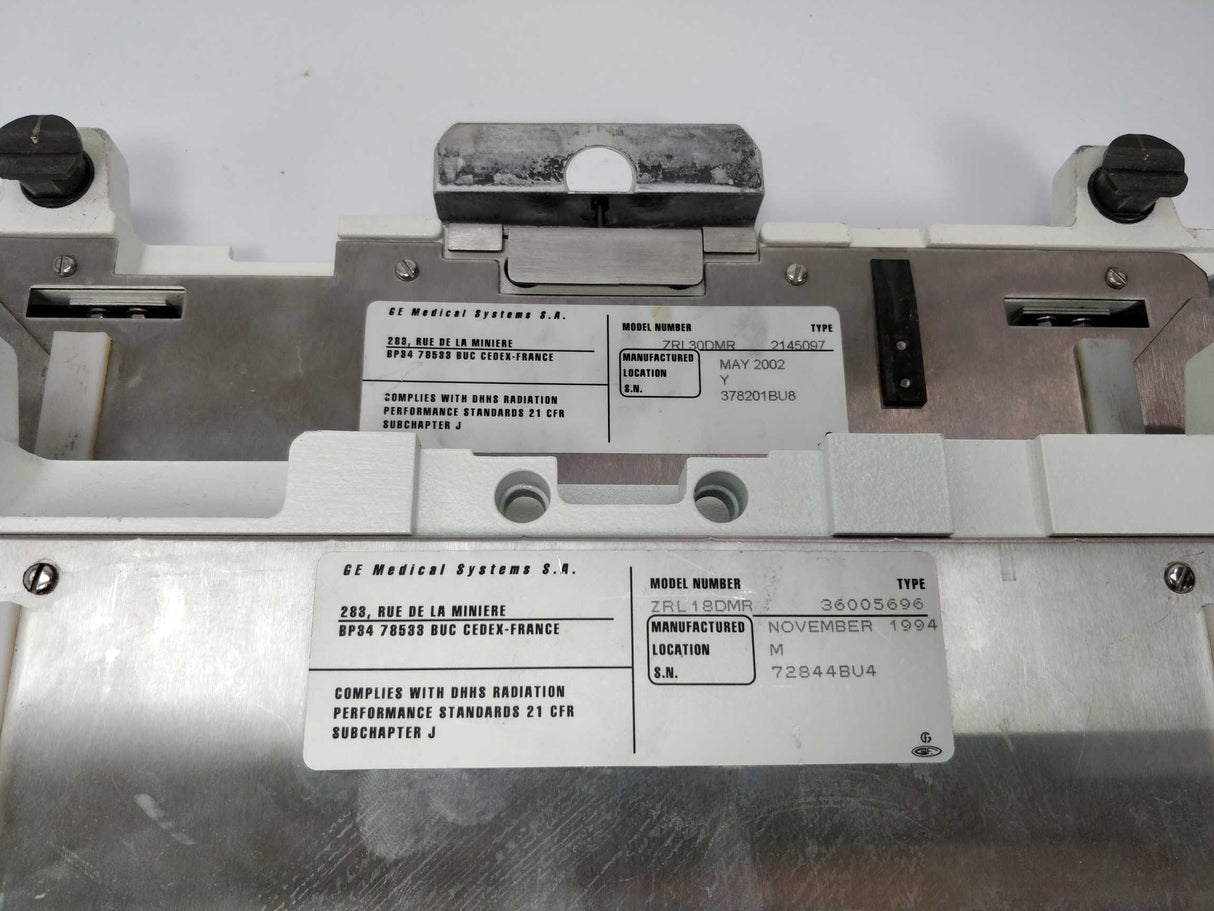 GE Medical Systems S.A.
283, RUE DE LA MINIERE
BP34 78533 BUC CEDEX-FRANCE
COMPLIES WITH DHHS RADIATION
PERFORMANCE STANDARDS 21 CFR
SUBCHAPTER J
MODEL NUMBER TYPE
ZRL30DMR 2145097
MANUFACTURED MAY 2002
LOCATION Y
S.N. 378201BU8
GE Medical Systems S.A.
283, RUE DE LA MINIERE
BP34 78533 BUC CEDEX-FRANCE
COMPLIES WITH DHHS RADIATION
PERFORMANCE STANDARDS 21 CFR
SUBCHAPTER J
MODEL NUMBER TYPE
ZRL18DMR 36005696
MANUFACTURED NOVEMBER 1994
LOCATION M
S.N. 72844BU4